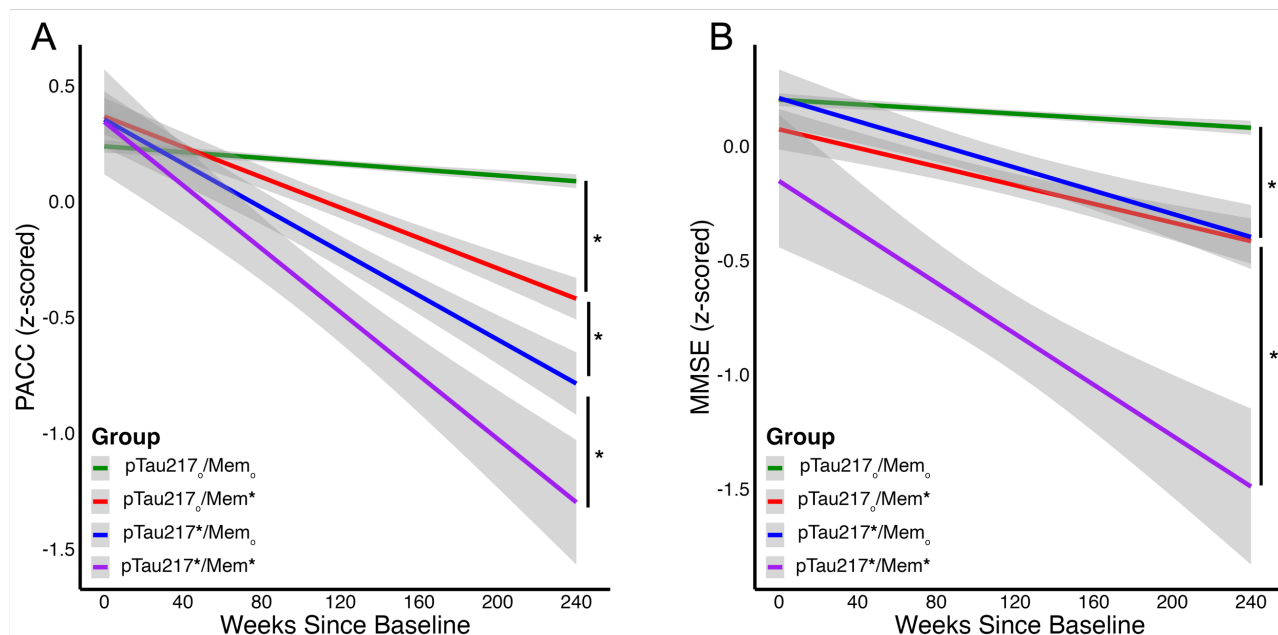 A
PACC (z-scored)
0.5
0.0
-0.5
-1.0
-1.5
*
*
*
Group
pTau217ₒ/Memₒ
pTau217ₒ/Mem*
pTau217*/Memₒ
pTau217*/Mem*
0 40 80 120 160 200 240
Weeks Since Baseline
B
MMSE (z-scored)
0.0
-0.5
-1.0
-1.5
*
*
Group
pTau217ₒ/Memₒ
pTau217ₒ/Mem*
pTau217*/Memₒ
pTau217*/Mem*
0 40 80 120 160 200 240
Weeks Since Baseline